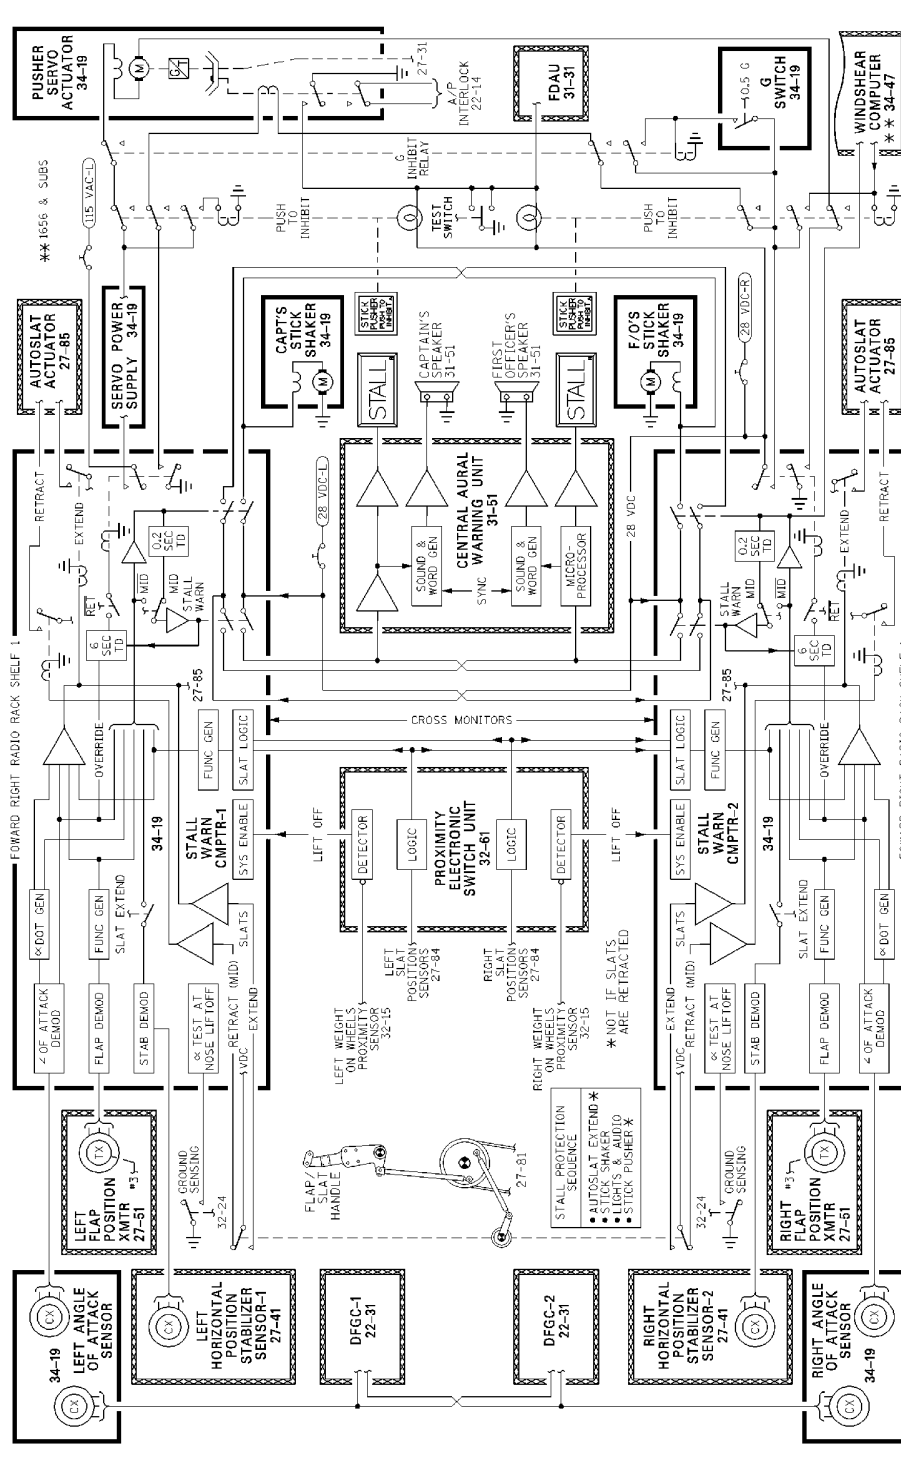 PUSHER
SERVO
ACTUATOR
34-19
M
G/T
27-31
A/P
INTERLOCK
22-14
FDAU
31-31
10.5 G
G
SWITCH
34-19
WINDSHEAR
COMPUTER
** 34-47
**1656 & SUBS
115 VAC-L
G
INHIBIT
RELAY
PUSH
TO
INHIBIT
TEST
SWITCH
PUSH
TO
INHIBIT
AUTOSLAT
ACTUATOR
27-85
SERVO POWER
SUPPLY 34-19
CAPT'S
STICK
SHAKER
34-19
M
STICK
PUSHER
PUSH TO
INHIBIT
STALL
CAPTAIN'S
SPEAKER
31-51
FIRST
OFFICER'S
SPEAKER
31-51
STICK
PUSHER
PUSH TO
INHIBIT
STALL
F/O'S
STICK
SHAKER
34-19
M
28 VDC-R
AUTOSLAT
ACTUATOR
27-85
FOWARD RIGHT RADIO RACK SHELF 1
RETRACT
EXTEND
RET
MID
MID
0.2
SEC
TD
STALL
WARN
6
SEC
TD
28 VDC-L
CENTRAL AURAL
WARNING UNIT
31-51
SOUND &
WORD GEN
SYNC
SOUND &
WORD GEN
MICRO-
PROCESSOR
28 VDC
RETRACT
EXTEND
RET
MID
MID
0.2
SEC
TD
STALL
WARN
6
SEC
TD
27-85
27-85
OVERRIDE
FUNC GEN
SLAT LOGIC
CROSS MONITORS
SLAT LOGIC
FUNC GEN
OVERRIDE
34-19
STALL
WARN
CMPTR-1
SYS ENABLE
LIFT OFF
DETECTOR
LOGIC
PROXIMITY
ELECTRONIC
SWITCH UNIT
32-61
LOGIC
DETECTOR
LIFT OFF
SYS ENABLE
STALL
WARN
CMPTR-2
34-19
∝ DOT GEN
FUNC GEN
SLAT EXTEND
SLATS
LEFT
SLAT
POSITION
SENSORS
27-84
RIGHT
SLAT
POSITION
SENSORS
27-84
*NOT IF SLATS
ARE RETRACTED
SLATS
SLAT EXTEND
FUNC GEN
∝ DOT GEN
∠ OF ATTACK
DEMOD
FLAP DEMOD
STAB DEMOD
∝ TEST AT
NOSE LIFTOFF
VDC
RETRACT (MID)
EXTEND
LEFT WEIGHT
ON WHEELS
PROXIMITY
SENSOR
32-15
RIGHT WEIGHT
ON WHEELS
PROXIMITY
SENSOR
32-15
EXTEND
VDC
RETRACT (MID)
∝ TEST AT
NOSE LIFTOFF
STAB DEMOD
FLAP DEMOD
∠ OF ATTACK
DEMOD
TX
#3
LEFT
FLAP
POSITION
XMTR
27-51
GROUND
SENSING
32-24
FLAP/
SLAT
HANDLE
27-81
STALL PROTECTION
SEQUENCE
● AUTOSLAT EXTEND*
● STICK SHAKER
● LIGHTS & AUDIO
● STICK PUSHER*
32-24
GROUND
SENSING
TX
#3
RIGHT
FLAP
POSITION
XMTR
27-51
CX
CX
34-19
LEFT ANGLE
OF ATTACK
SENSOR
CX
LEFT
HORIZONTAL
POSITION
STABILIZER
SENSOR-1
27-41
DFGC-1
22-31
DFGC-2
22-31
RIGHT
HORIZONTAL
POSITION
STABILIZER
SENSOR-2
27-41
CX
RIGHT ANGLE
OF ATTACK
SENSOR
34-19
CX
CX